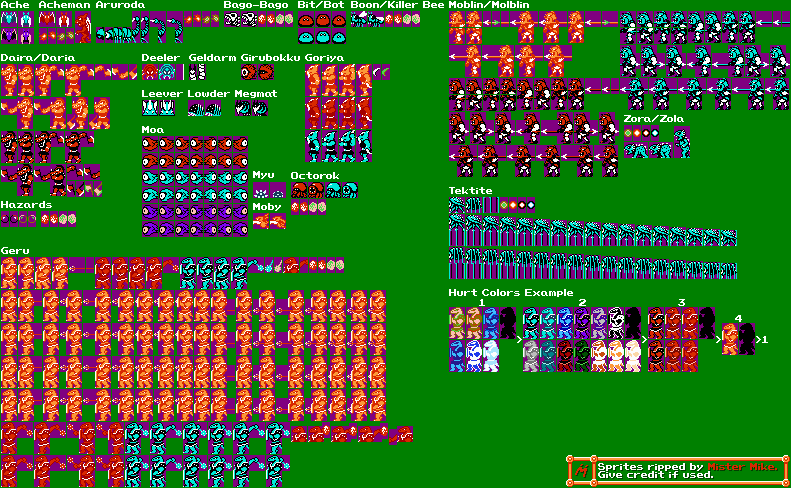 Ache Acheman Aruroda Bago-Bago Bit/Bot Boon/Killer Bee Moblin/Molblin
Daira/Daria Deeler Geldarm Girubokku Goriya
Leever Lowder Megmat
Moa
Zora/Zola
Myu Octorok
Tektite
Hazards Moby
Geru
Hurt Colors Example
1 2 3
4
> > > >1
Sprites ripped by Mister Mike.
Give credit if used.